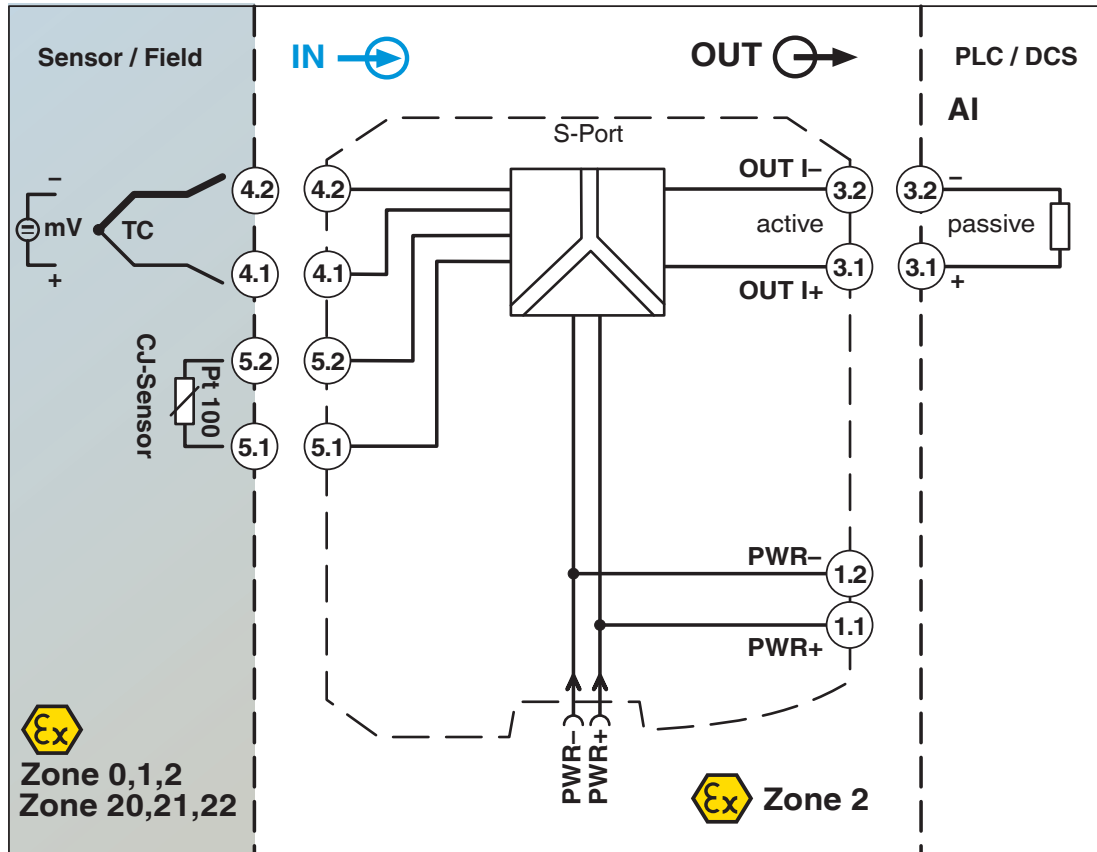 Sensor / Field
IN
OUT
PLC / DCS
AI
S-Port
–
mV
+
TC
4.2
4.1
CJ-Sensor
Pt 100
5.2
5.1
4.2
4.1
5.2
5.1
OUT I–
3.2
active
3.1
OUT I+
3.2
–
passive
3.1
+
PWR–
1.2
1.1
PWR+
PWR–
PWR+
Ex
Zone 0,1,2
Zone 20,21,22
Ex
Zone 2